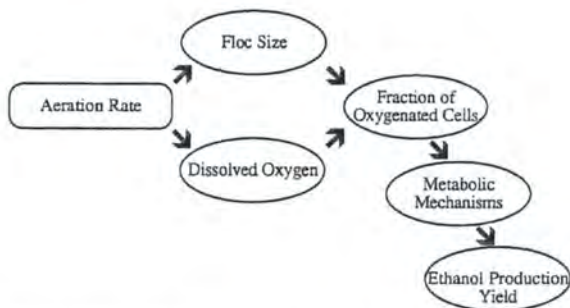 Floc Size
Aeration Rate
Fraction of
Oxygenated Cells
Dissolved Oxygen
Metabolic
Mechanisms
Ethanol Production
Yield